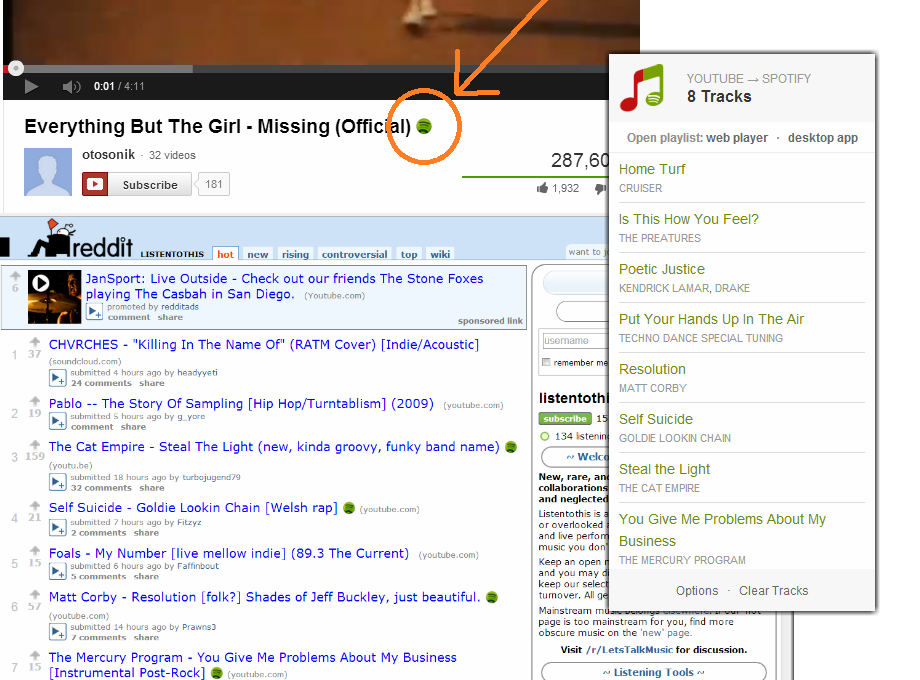 0:01 / 4:11
Everything But The Girl - Missing (Official)
otosonik · 32 videos
Subscribe 181
287,60
1,932
reddit LISTENTOTHIS hot new rising controversial top wiki
want to jo
6
JanSport: Live Outside - Check out our friends The Stone Foxes
playing The Casbah in San Diego. (Youtube.com)
promoted by redditads
comment share
sponsored link
1 37 CHVRCHES - "Killing In The Name Of" (RATM Cover) [Indie/Acoustic]
(soundcloud.com)
submitted 4 hours ago by headyyeti
24 comments share
2 19 Pablo -- The Story Of Sampling [Hip Hop/Turntablism] (2009) (youtube.com)
submitted 5 hours ago by g_yore
comment share
3 159 The Cat Empire - Steal The Light (new, kinda groovy, funky band name)
(youtu.be)
submitted 18 hours ago by turbojugend79
32 comments share
4 21 Self Suicide - Goldie Lookin Chain [Welsh rap] (youtube.com)
submitted 7 hours ago by Fitzyz
2 comments share
5 15 Foals - My Number [live mellow indie] (89.3 The Current) (youtube.com)
submitted 6 hours ago by Faffinbout
5 comments share
6 57 Matt Corby - Resolution [folk?] Shades of Jeff Buckley, just beautiful.
(youtube.com)
submitted 14 hours ago by Prawns3
7 comments share
7 15 The Mercury Program - You Give Me Problems About My Business
[Instrumental Post-Rock] (youtube.com)
username
remember me
listentoth
subscribe 15
134 listenin
~ Welco
New, rare, an
collaborations
and neglected
Listentothis is a
or overlooked a
and live perform
music you don'
Keep an open m
and you may di
keep our select
turnover. All ge
Mainstream music belongs elsewhere. If our 'hot'
page is too mainstream for you, find more
obscure music on the 'new' page.
Visit /r/LetsTalkMusic for discussion.
~ Listening Tools ~
YOUTUBE → SPOTIFY
8 Tracks
Open playlist: web player · desktop app
Home Turf
CRUISER
Is This How You Feel?
THE PREATURES
Poetic Justice
KENDRICK LAMAR, DRAKE
Put Your Hands Up In The Air
TECHNO DANCE SPECIAL TUNING
Resolution
MATT CORBY
Self Suicide
GOLDIE LOOKIN CHAIN
Steal the Light
THE CAT EMPIRE
You Give Me Problems About My
Business
THE MERCURY PROGRAM
Options · Clear Tracks